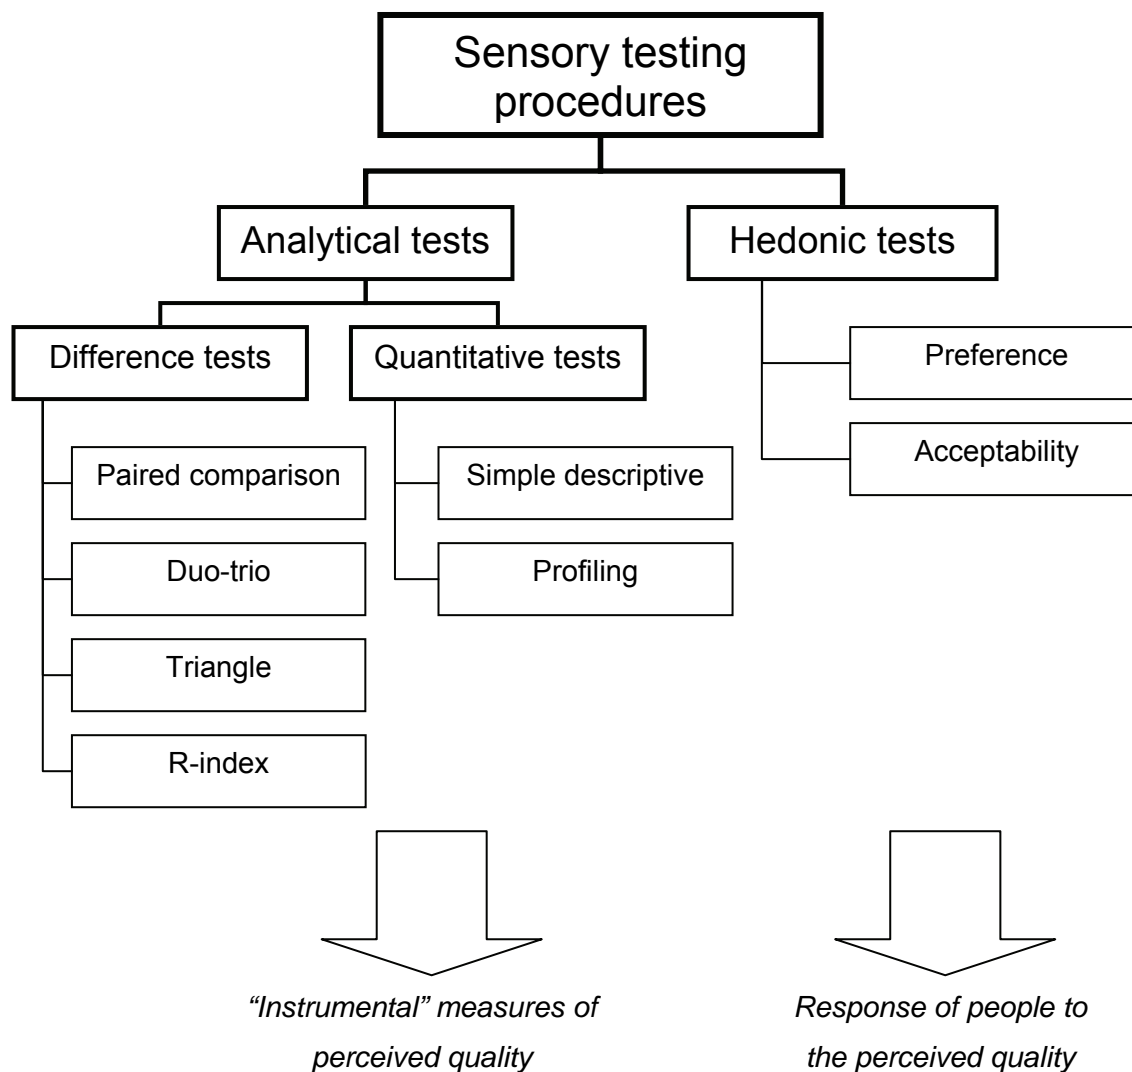 Sensory testing
procedures
Analytical tests
Hedonic tests
Difference tests
Quantitative tests
Preference
Acceptability
Paired comparison
Simple descriptive
Duo-trio
Profiling
Triangle
R-index
“Instrumental” measures of
perceived quality
Response of people to
the perceived quality